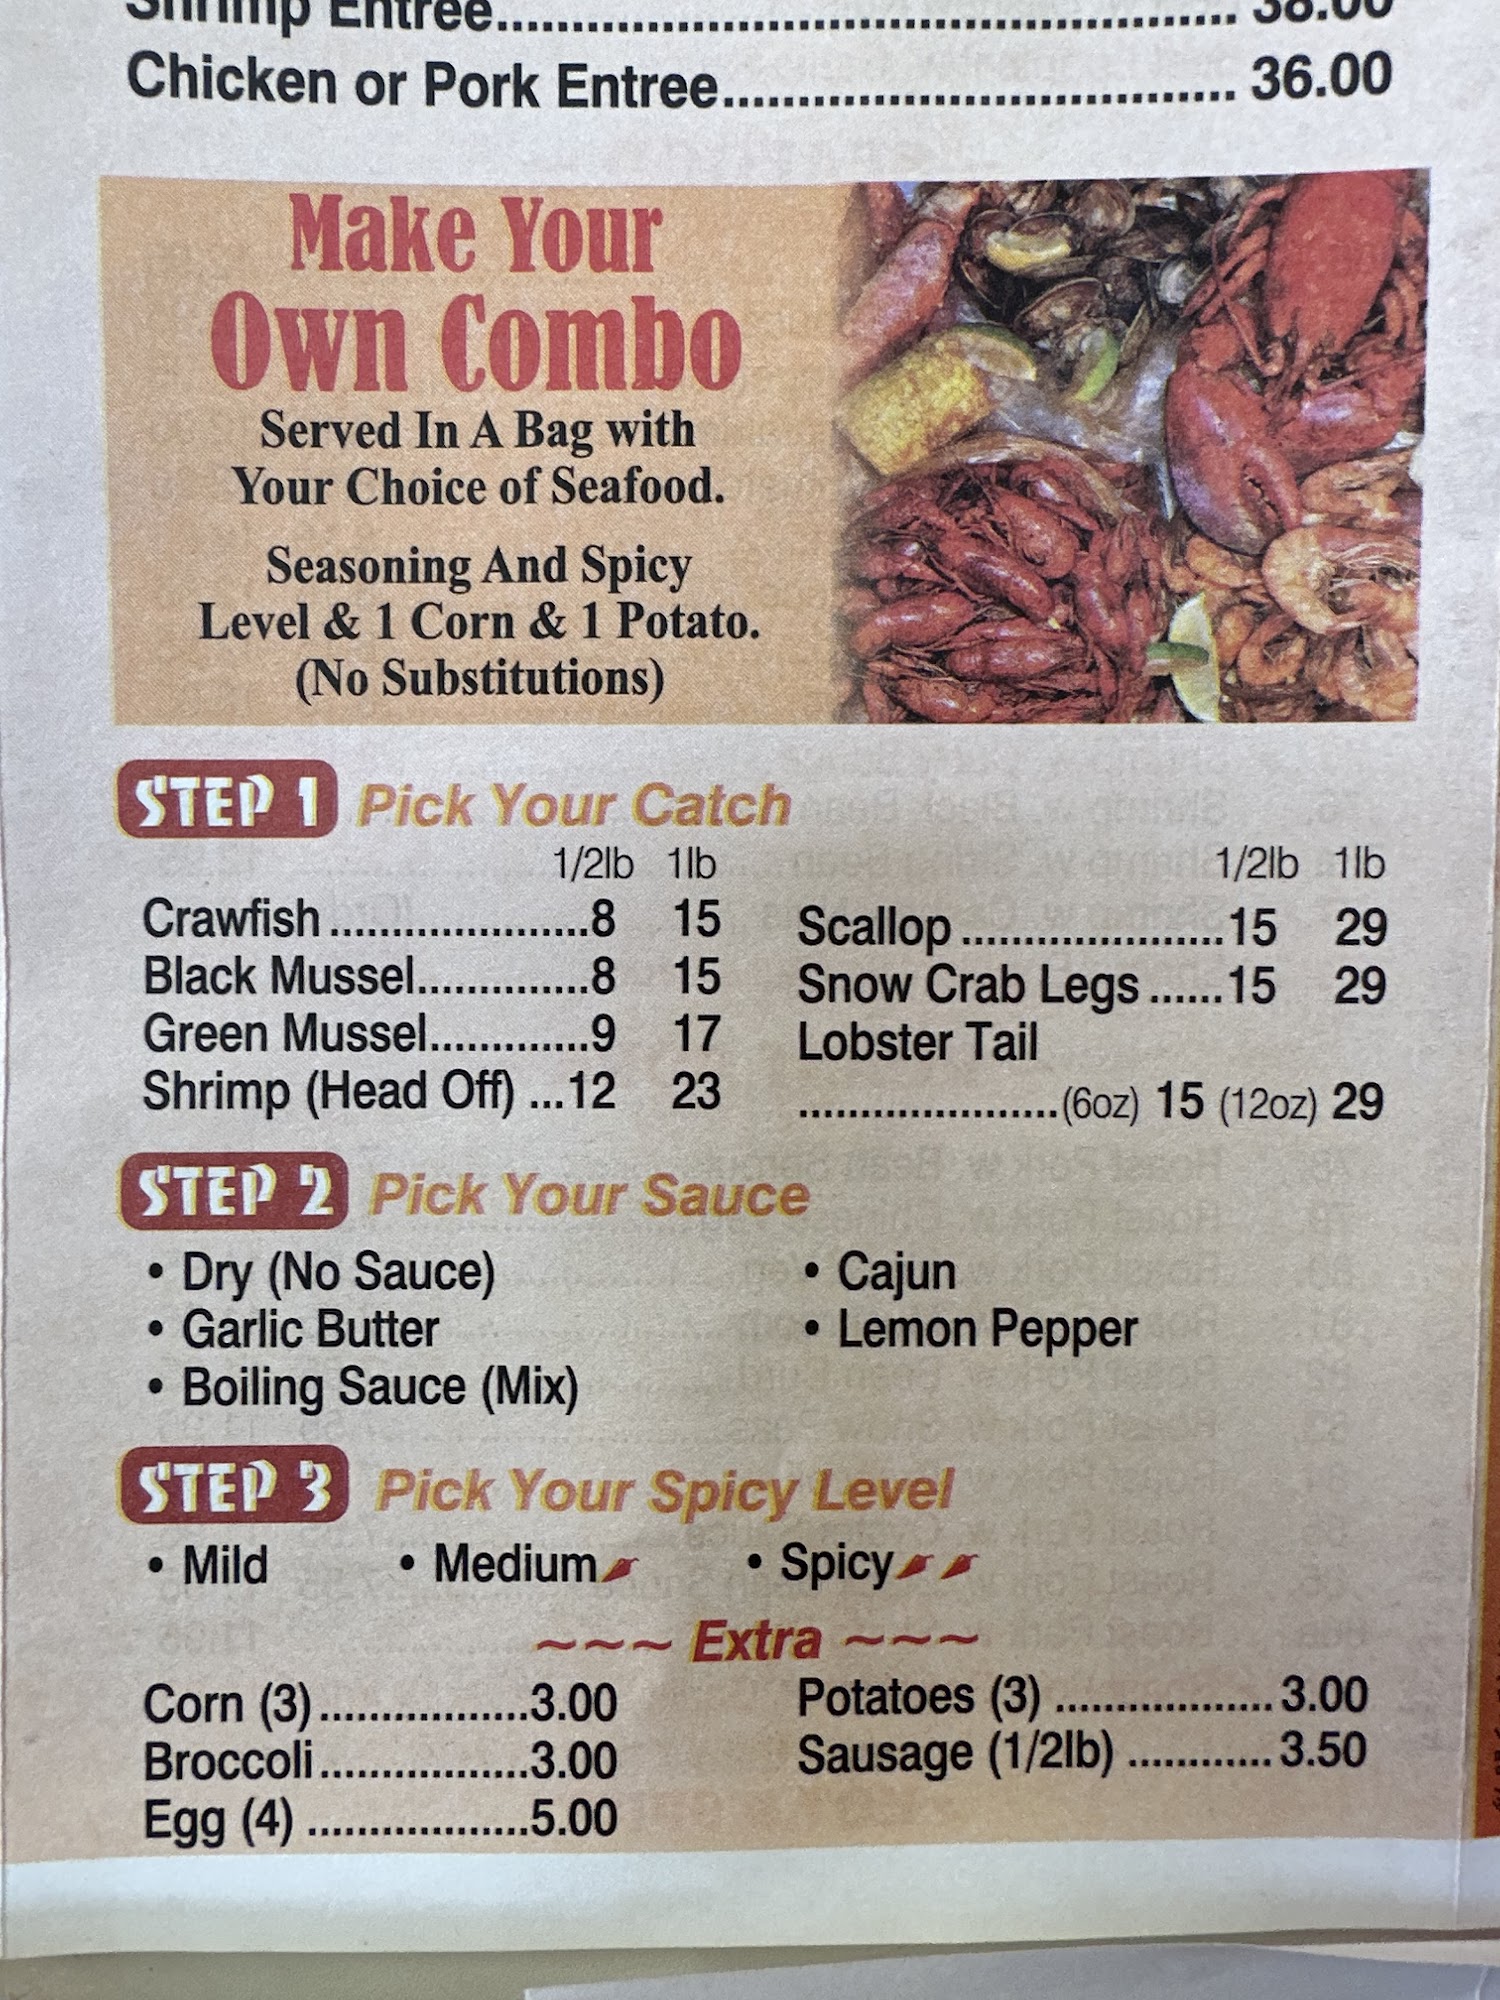 Shrimp Entree.......................................... 38.00
Chicken or Pork Entree.................................. 36.00
Make Your
Own Combo
Served In A Bag with
Your Choice of Seafood.
Seasoning And Spicy
Level & 1 Corn & 1 Potato.
(No Substitutions)
STEP 1 Pick Your Catch
1/2lb 1lb
Crawfish.....................8 15
Black Mussel..............8 15
Green Mussel.............9 17
Shrimp (Head Off) ...12 23
1/2lb 1lb
Scallop .....................15 29
Snow Crab Legs ......15 29
Lobster Tail
.....................(6oz) 15 (12oz) 29
STEP 2 Pick Your Sauce
• Dry (No Sauce)
• Garlic Butter
• Boiling Sauce (Mix)
• Cajun
• Lemon Pepper
STEP 3 Pick Your Spicy Level
• Mild • Medium • Spicy
~~~ Extra ~~~
Corn (3).................3.00
Broccoli.................3.00
Egg (4) ..................5.00
Potatoes (3) ..................3.00
Sausage (1/2lb) ............3.50